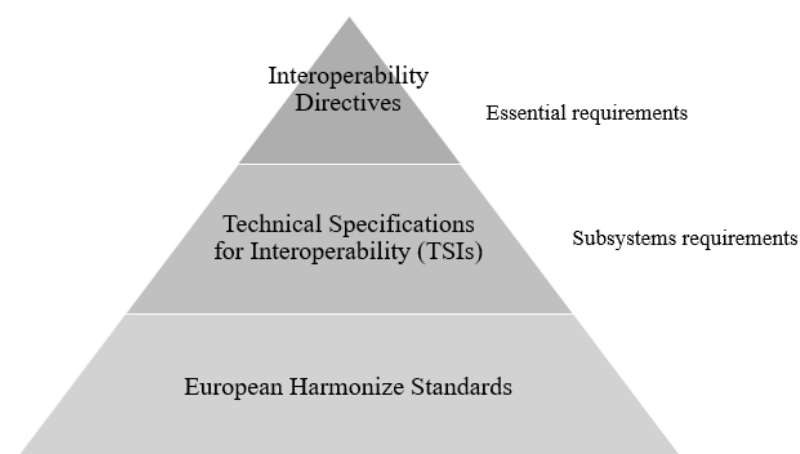 Interoperability
Directives
Essential requirements
Technical Specifications
for Interoperability (TSIs)
Subsystems requirements
European Harmonize Standards